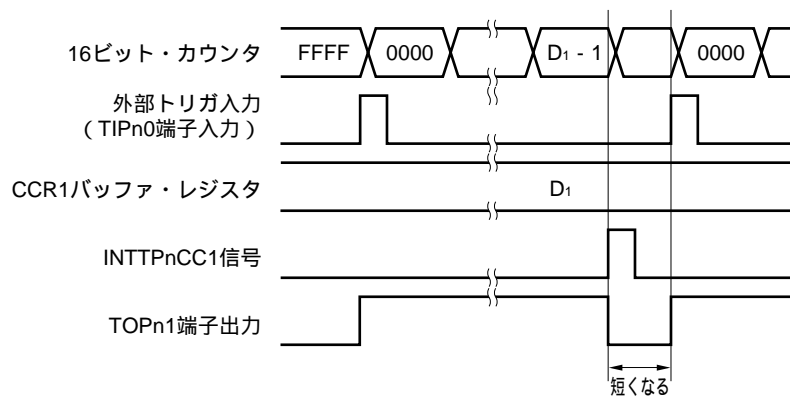 16ビット・カウンタ FFFF 0000 D1 - 1 0000
外部トリガ入力
(TIPn0端子入力)
CCR1バッファ・レジスタ D1
INTTPnCC1信号
TOPn1端子出力
短くなる